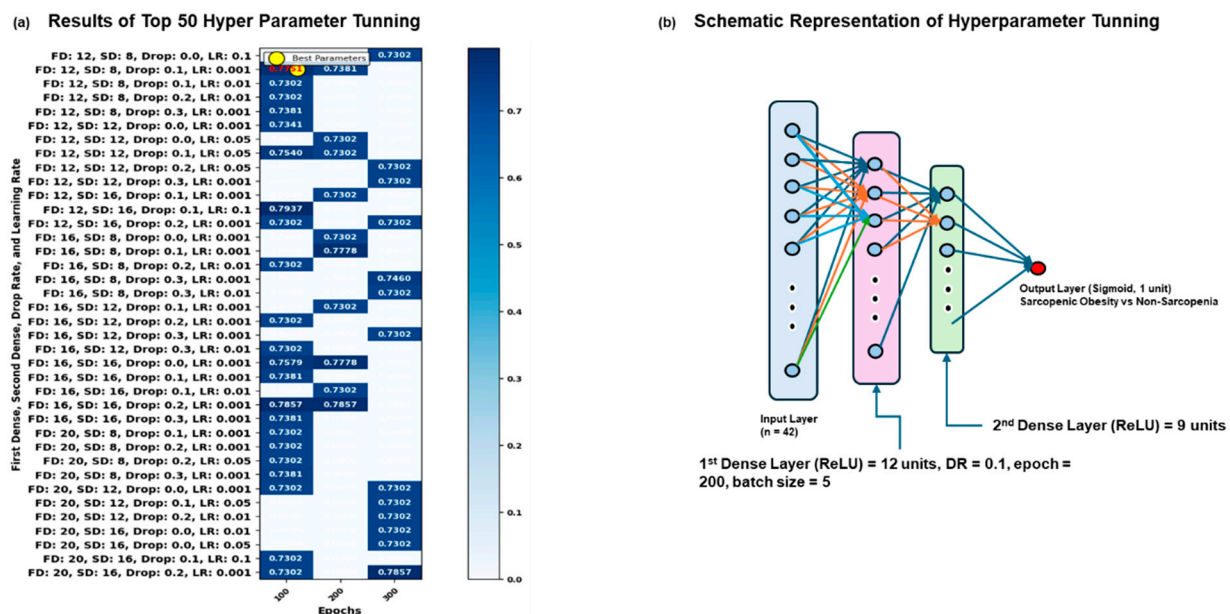 (a) Results of Top 50 Hyper Parameter Tunning
First Dense, Second Dense, Drop Rate, and Learning Rate
Best Parameters
FD: 12, SD: 8, Drop: 0.0, LR: 0.1 0.7302
FD: 12, SD: 8, Drop: 0.1, LR: 0.001 0.7381
FD: 12, SD: 8, Drop: 0.1, LR: 0.01 0.7302
FD: 12, SD: 8, Drop: 0.2, LR: 0.01 0.7302
FD: 12, SD: 8, Drop: 0.3, LR: 0.001 0.7381
FD: 12, SD: 12, Drop: 0.0, LR: 0.001 0.7341
FD: 12, SD: 12, Drop: 0.0, LR: 0.05 0.7302
FD: 12, SD: 12, Drop: 0.1, LR: 0.05 0.7540 0.7302
FD: 12, SD: 12, Drop: 0.2, LR: 0.05 0.7302
FD: 12, SD: 12, Drop: 0.3, LR: 0.001 0.7302
FD: 12, SD: 16, Drop: 0.1, LR: 0.001 0.7302
FD: 12, SD: 16, Drop: 0.1, LR: 0.1 0.7937
FD: 12, SD: 16, Drop: 0.2, LR: 0.001 0.7302 0.7302
FD: 16, SD: 8, Drop: 0.0, LR: 0.001 0.7302
FD: 16, SD: 8, Drop: 0.1, LR: 0.001 0.7778
FD: 16, SD: 8, Drop: 0.2, LR: 0.01 0.7302
FD: 16, SD: 8, Drop: 0.3, LR: 0.001 0.7460
FD: 16, SD: 8, Drop: 0.3, LR: 0.01 0.7302
FD: 16, SD: 12, Drop: 0.1, LR: 0.001 0.7302
FD: 16, SD: 12, Drop: 0.2, LR: 0.01 0.7302
FD: 16, SD: 12, Drop: 0.3, LR: 0.001 0.7302
FD: 16, SD: 12, Drop: 0.3, LR: 0.01 0.7302
FD: 16, SD: 16, Drop: 0.0, LR: 0.001 0.7579 0.7778
FD: 16, SD: 16, Drop: 0.1, LR: 0.001 0.7381
FD: 16, SD: 16, Drop: 0.1, LR: 0.01 0.7302
FD: 16, SD: 16, Drop: 0.2, LR: 0.001 0.7857 0.7857
FD: 16, SD: 16, Drop: 0.3, LR: 0.001 0.7381
FD: 20, SD: 8, Drop: 0.1, LR: 0.001 0.7302
FD: 20, SD: 8, Drop: 0.2, LR: 0.001 0.7302
FD: 20, SD: 8, Drop: 0.2, LR: 0.05 0.7302
FD: 20, SD: 8, Drop: 0.3, LR: 0.001 0.7381
FD: 20, SD: 12, Drop: 0.0, LR: 0.001 0.7302 0.7302
FD: 20, SD: 12, Drop: 0.1, LR: 0.05 0.7302
FD: 20, SD: 12, Drop: 0.2, LR: 0.01 0.7302
FD: 20, SD: 16, Drop: 0.0, LR: 0.01 0.7302
FD: 20, SD: 16, Drop: 0.0, LR: 0.05 0.7302
FD: 20, SD: 16, Drop: 0.1, LR: 0.1 0.7302
FD: 20, SD: 16, Drop: 0.2, LR: 0.001 0.7302 0.7857
100 200 300
Epochs
0.7
0.6
0.5
0.4
0.3
0.2
0.1
0.0
(b) Schematic Representation of Hyperparameter Tunning
Output Layer (Sigmoid, 1 unit)
Sarcopenic Obesity vs Non-Sarcopenia
Input Layer
(n = 42)
2nd Dense Layer (ReLU) = 9 units
1st Dense Layer (ReLU) = 12 units, DR = 0.1, epoch =
200, batch size = 5